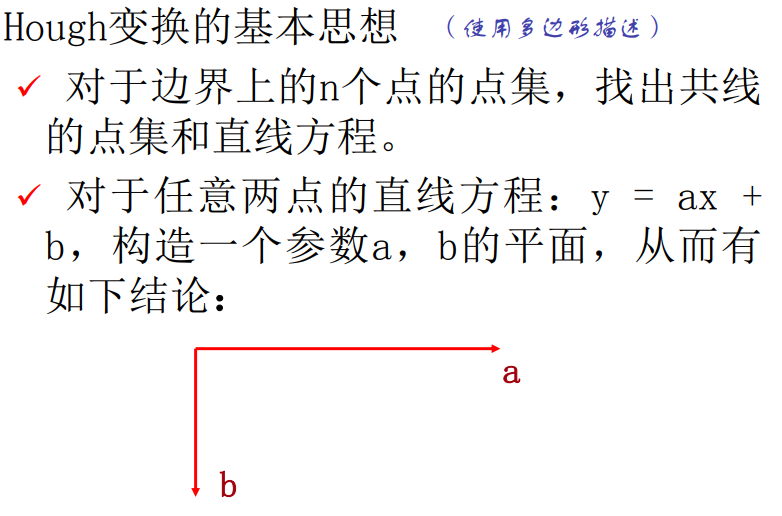 Hough变换的基本思想 （使用多边形描述）
✓ 对于边界上的n个点的点集，找出共线
的点集和直线方程。
✓ 对于任意两点的直线方程：y = ax +
b，构造一个参数a，b的平面，从而有
如下结论：
a
b